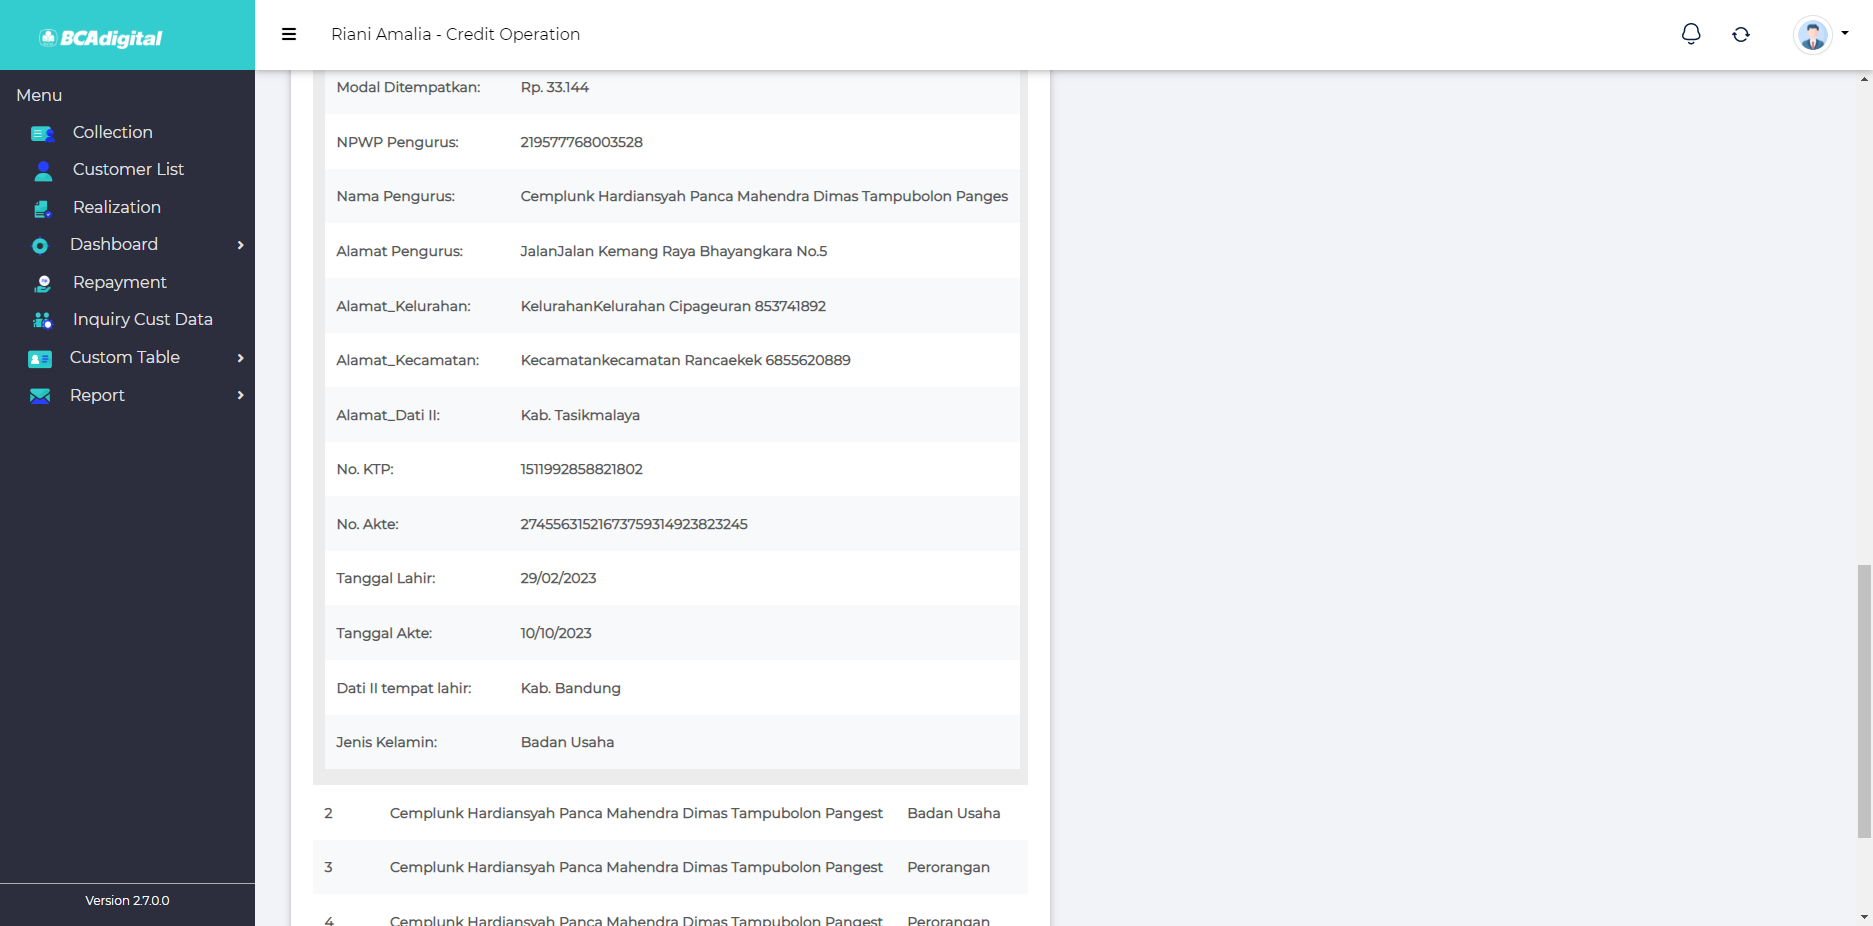 BCAdigital
Riani Amalia - Credit Operation
Menu
Collection
Customer List
Realization
Dashboard
Repayment
Inquiry Cust Data
Custom Table
Report
Version 2.7.0.0
Modal Ditempatkan: Rp. 33.144
NPWP Pengurus: 219577768003528
Nama Pengurus: Cemplunk Hardiansyah Panca Mahendra Dimas Tampubolon Panges
Alamat Pengurus: JalanJalan Kemang Raya Bhayangkara No.5
Alamat_Kelurahan: KelurahanKelurahan Cipageuran 853741892
Alamat_Kecamatan: Kecamatankecamatan Rancaekek 6855620889
Alamat_Dati II: Kab. Tasikmalaya
No. KTP: 1511992858821802
No. Akte: 27455631521673759314923823245
Tanggal Lahir: 29/02/2023
Tanggal Akte: 10/10/2023
Dati II tempat lahir: Kab. Bandung
Jenis Kelamin: Badan Usaha
2 Cemplunk Hardiansyah Panca Mahendra Dimas Tampubolon Pangest Badan Usaha
3 Cemplunk Hardiansyah Panca Mahendra Dimas Tampubolon Pangest Perorangan
4 Cemplunk Hardiansyah Panca Mahendra Dimas Tampubolon Pangest Perorangan